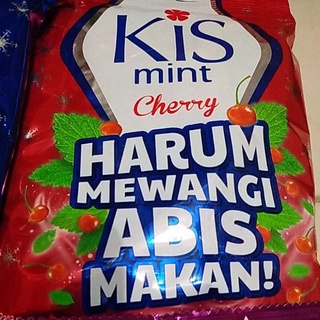 KiS
mint
Cherry
HARUM
MEWANGI
ABIS
MAKAN!